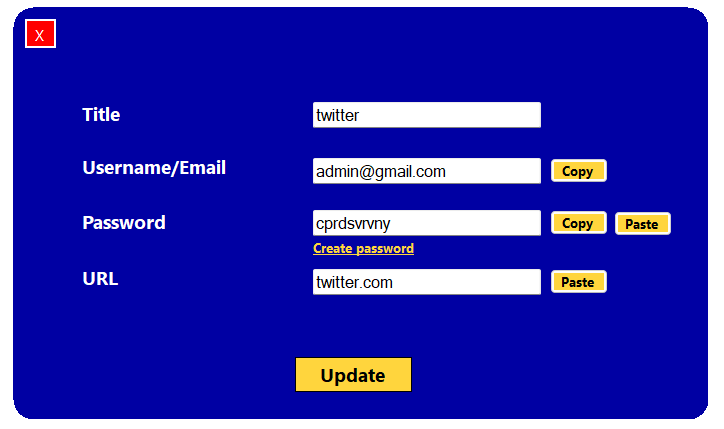 X
Title twitter
Username/Email admin@gmail.com Copy
Password cprdsvrvny Copy Paste
Create password
URL twitter.com Paste
Update